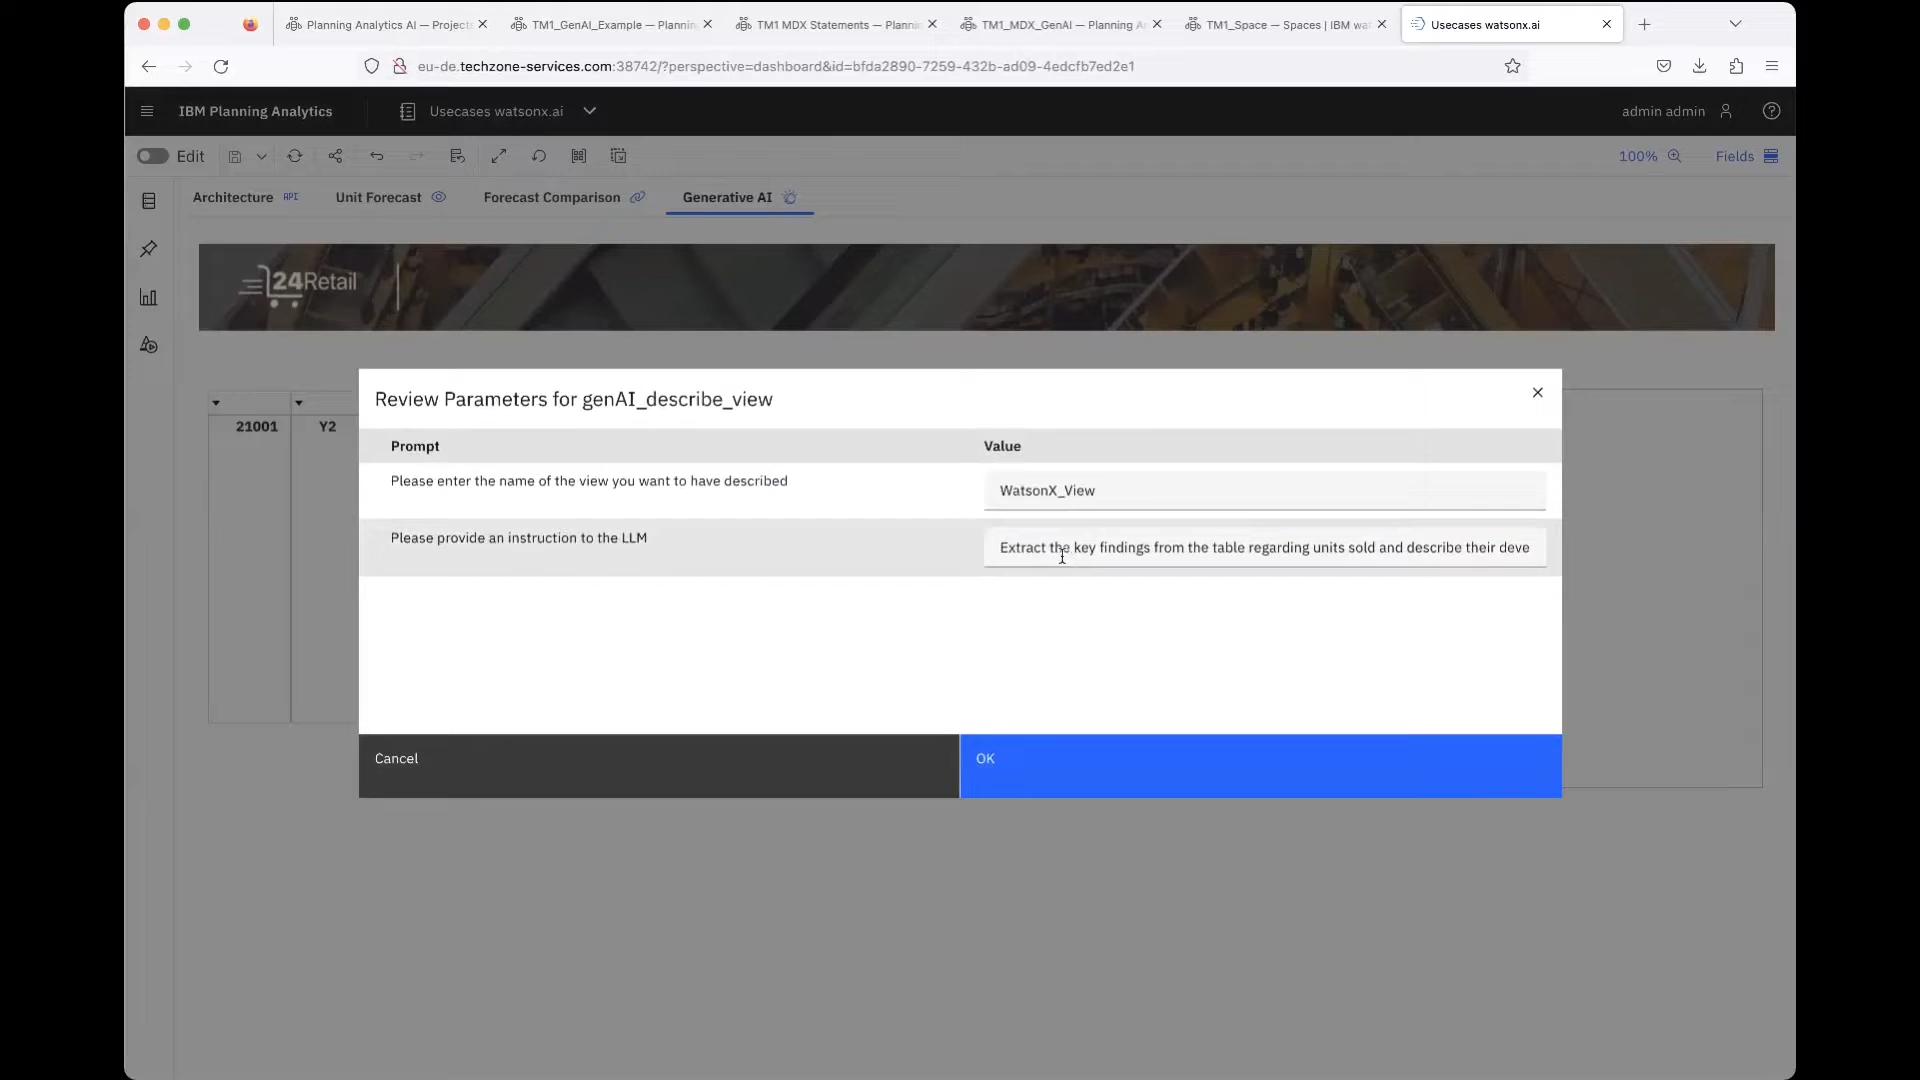 Planning Analytics AI — Projects
TM1_GenAI_Example — Plannin
TM1 MDX Statements — Planni
TM1_MDX_GenAI — Planning A
TM1_Space — Spaces | IBM wa
Usecases watsonx.ai
eu-de.techzone-services.com:38742/?perspective=dashboard&id=bfda2890-7259-432b-ad09-4edcfb7ed2e1
IBM Planning Analytics
Usecases watsonx.ai
admin admin
Edit
100%
Fields
Architecture API
Unit Forecast
Forecast Comparison
Generative AI
24Retail
21001
Y2
Review Parameters for genAI_describe_view
Prompt
Value
Please enter the name of the view you want to have described
WatsonX_View
Please provide an instruction to the LLM
Extract the key findings from the table regarding units sold and describe their deve
Cancel
OK